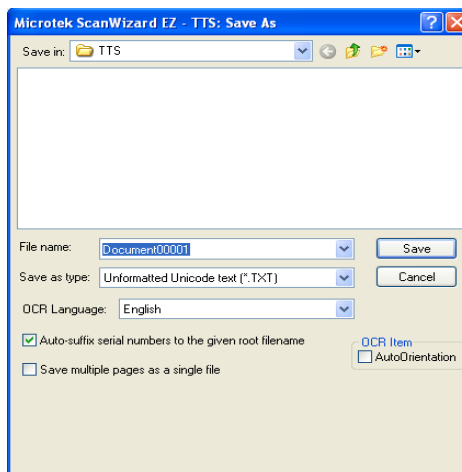 Microtek ScanWizard EZ - TTS: Save As
Save in: TTS
File name: Document00001 Save
Save as type: Unformatted Unicode text (*.TXT) Cancel
OCR Language: English
Auto-suffix serial numbers to the given root filename
OCR Item
AutoOrientation
Save multiple pages as a single file